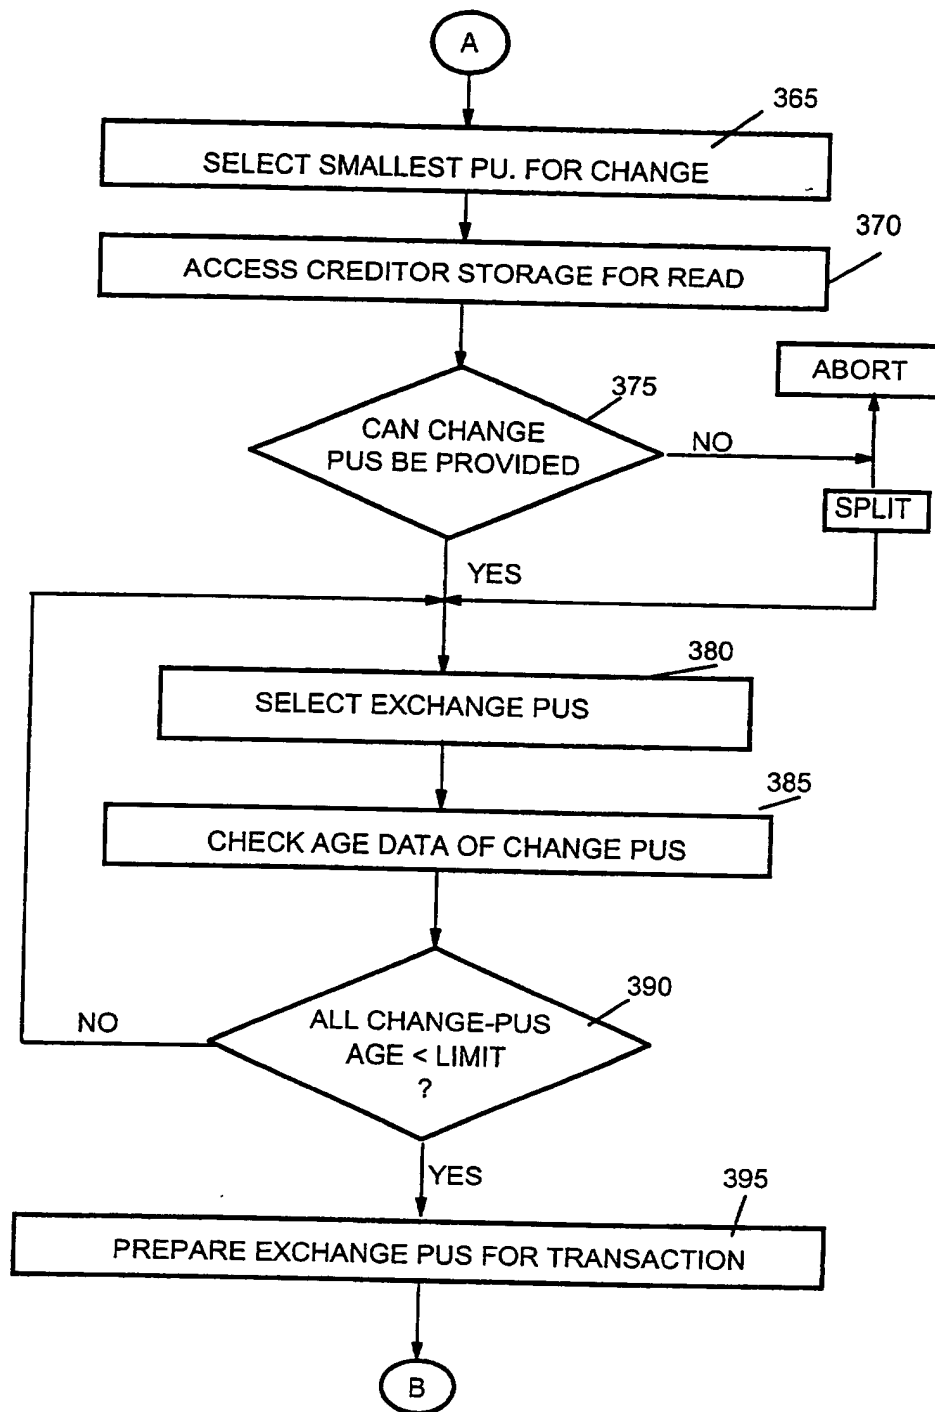 A
365
SELECT SMALLEST PU. FOR CHANGE
370
ACCESS CREDITOR STORAGE FOR READ
ABORT
375
CAN CHANGE
PUS BE PROVIDED
NO
SPLIT
YES
380
SELECT EXCHANGE PUS
385
CHECK AGE DATA OF CHANGE PUS
390
NO
ALL CHANGE-PUS
AGE < LIMIT
?
YES
395
PREPARE EXCHANGE PUS FOR TRANSACTION
B